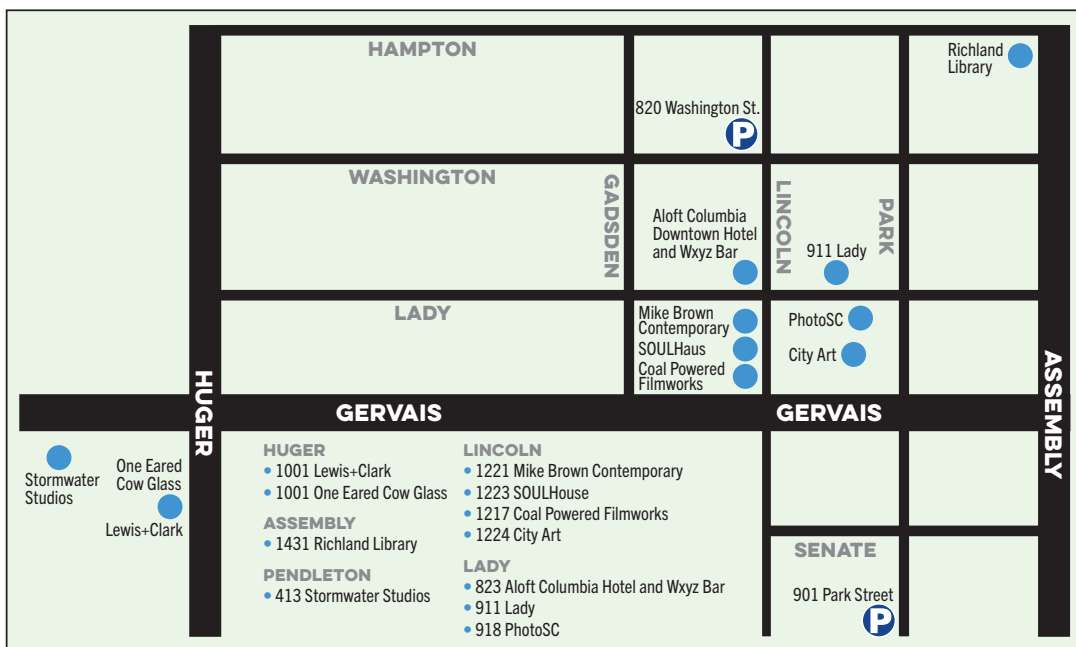 HAMPTON
Richland
Library
820 Washington St.
P
WASHINGTON
GADSDEN
Aloft Columbia
Downtown Hotel
and Wxyz Bar
LINCOLN
911 Lady
PARK
LADY
Mike Brown
Contemporary
SOULHaus
Coal Powered
Filmworks
PhotoSC
City Art
HUGER
ASSEMBLY
GERVAIS
GERVAIS
Stormwater
Studios
One Eared
Cow Glass
Lewis+Clark
HUGER
• 1001 Lewis+Clark
• 1001 One Eared Cow Glass
ASSEMBLY
• 1431 Richland Library
PENDLETON
• 413 Stormwater Studios
LINCOLN
• 1221 Mike Brown Contemporary
• 1223 SOULHouse
• 1217 Coal Powered Filmworks
• 1224 City Art
LADY
• 823 Aloft Columbia Hotel and Wxyz Bar
• 911 Lady
• 918 PhotoSC
SENATE
901 Park Street
P